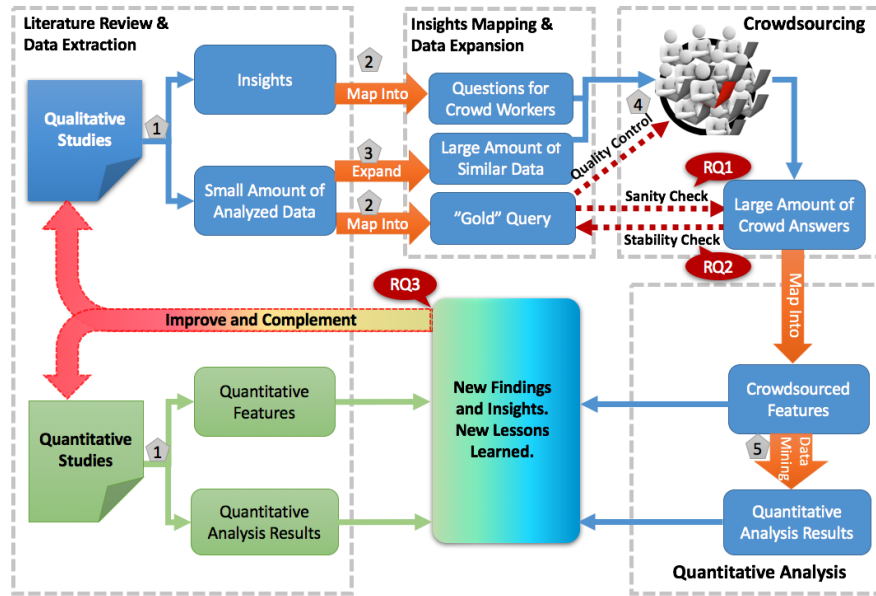 Literature Review &
Data Extraction
Insights Mapping &
Data Expansion
Crowdsourcing
Qualitative
Studies
1
Insights
2
Map Into
Questions for
Crowd Workers
4
Quality Control
Small Amount of
Analyzed Data
3
Expand
2
Map Into
Large Amount of
Similar Data
”Gold” Query
RQ1
Sanity Check
Stability Check
RQ2
Large Amount of
Crowd Answers
Map Into
RQ3
Improve and Complement
New Findings
and Insights.
New Lessons
Learned.
Quantitative
Studies
1
Quantitative
Features
Quantitative
Analysis Results
Crowdsourced
Features
5
Data
Mining
Quantitative
Analysis Results
Quantitative Analysis